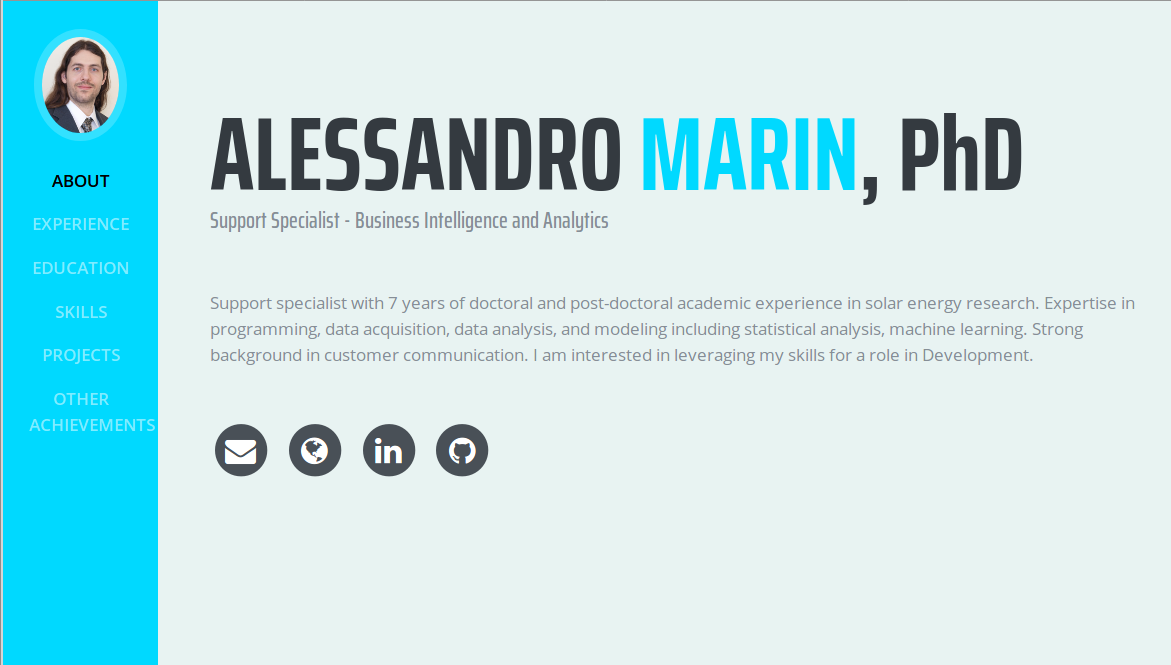 ABOUT
EXPERIENCE
EDUCATION
SKILLS
PROJECTS
OTHER
ACHIEVEMENTS
ALESSANDRO MARIN, PhD
Support Specialist - Business Intelligence and Analytics
Support specialist with 7 years of doctoral and post-doctoral academic experience in solar energy research. Expertise in
programming, data acquisition, data analysis, and modeling including statistical analysis, machine learning. Strong
background in customer communication. I am interested in leveraging my skills for a role in Development.
in